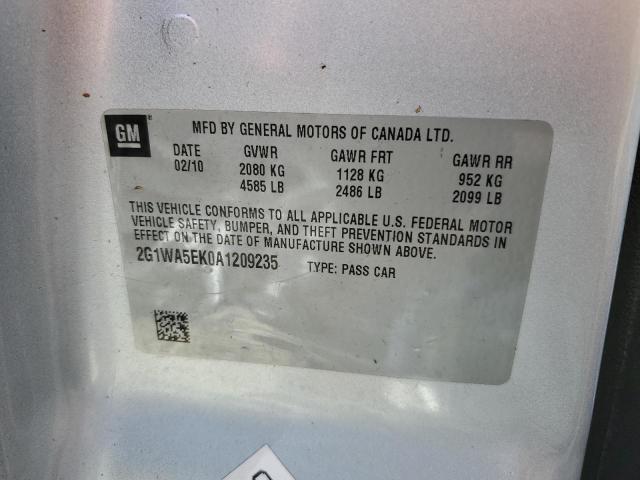 GM ®
MFD BY GENERAL MOTORS OF CANADA LTD.
DATE GVWR GAWR FRT GAWR RR
02/10 2080 KG 1128 KG 952 KG
4585 LB 2486 LB 2099 LB
THIS VEHICLE CONFORMS TO ALL APPLICABLE U.S. FEDERAL MOTOR
VEHICLE SAFETY, BUMPER, AND THEFT PREVENTION STANDARDS IN
EFFECT ON THE DATE OF MANUFACTURE SHOWN ABOVE.
2G1WA5EK0A1209235 TYPE: PASS CAR